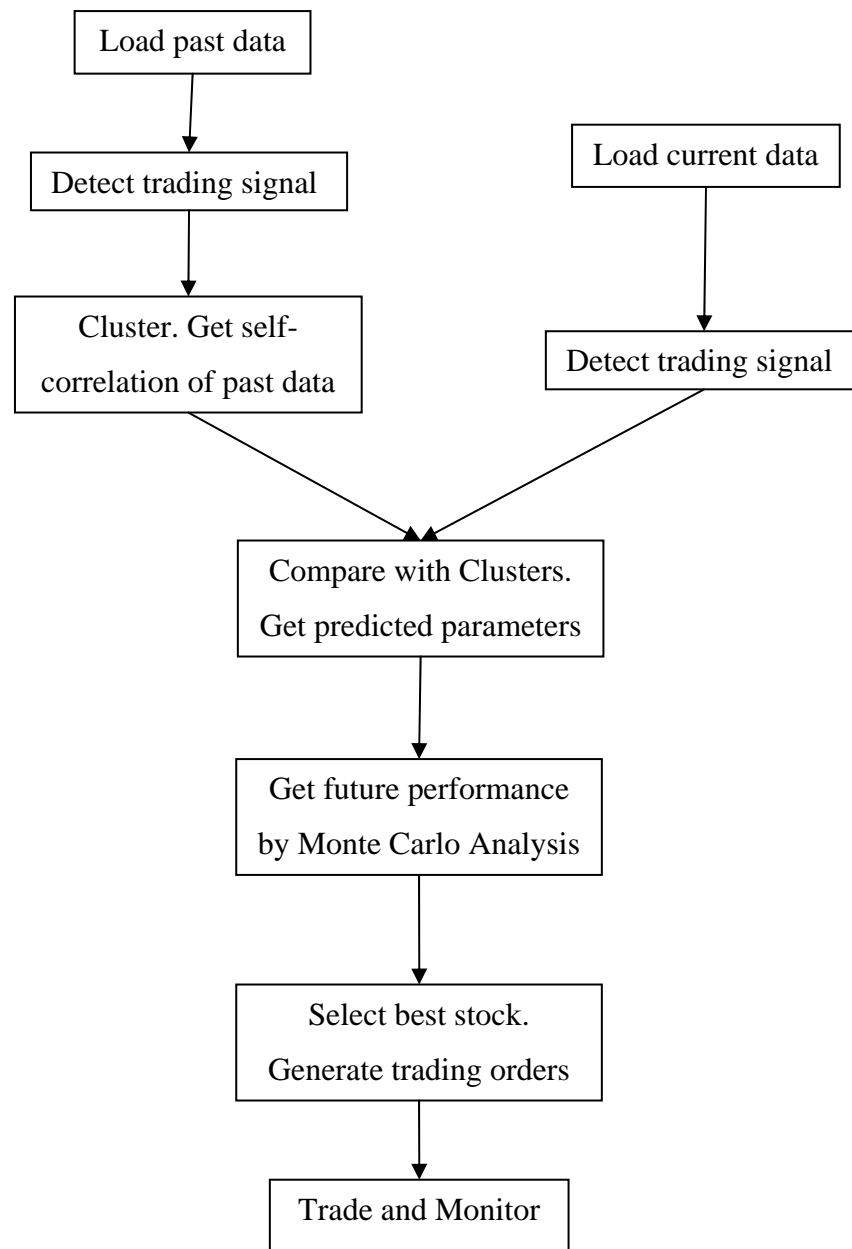 Load past data
Detect trading signal
Cluster. Get self-
correlation of past data
Load current data
Detect trading signal
Compare with Clusters.
Get predicted parameters
Get future performance
by Monte Carlo Analysis
Select best stock.
Generate trading orders
Trade and Monitor